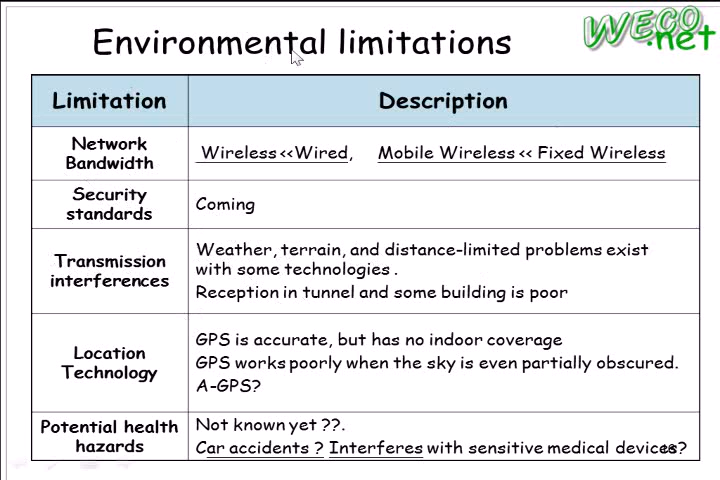 Environmental limitations
WECO
.net
Limitation
Description
Network
Bandwidth
Wireless<<Wired, Mobile Wireless << Fixed Wireless
Security
standards
Coming
Transmission
interferences
Weather, terrain, and distance-limited problems exist
with some technologies .
Reception in tunnel and some building is poor
Location
Technology
GPS is accurate, but has no indoor coverage
GPS works poorly when the sky is even partially obscured.
A-GPS?
Potential health
hazards
Not known yet ??.
Car accidents ? Interferes with sensitive medical devices?